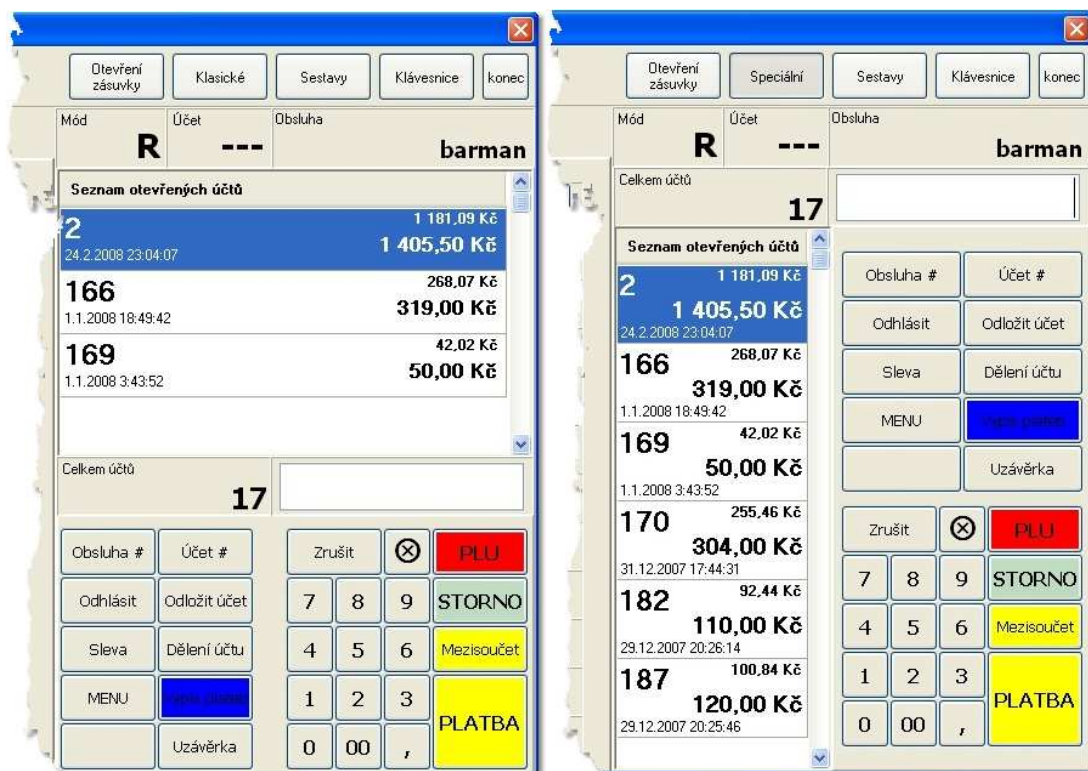 Otevření
zásuvky
Klasické
Sestavy
Klávesnice
konec
Mód
R
Účet
---
Obsluha
barman
Seznam otevřených účtů
2
1 181,09 Kč
1 405,50 Kč
24.2.2008 23:04:07
166
268,07 Kč
319,00 Kč
1.1.2008 18:49:42
169
42,02 Kč
50,00 Kč
1.1.2008 3:43:52
Celkem účtů
17
Obsluha #
Účet #
Zrušit
PLU
Odhlásit
Odložit účet
7
8
9
STORNO
Sleva
Dělení účtu
4
5
6
Mezisoučet
MENU
1
2
3
PLATBA
Uzávěrka
0
00
,
Otevření
zásuvky
Speciální
Sestavy
Klávesnice
konec
Mód
R
Účet
---
Obsluha
barman
Celkem účtů
17
Seznam otevřených účtů
2
1 181,09 Kč
1 405,50 Kč
24.2.2008 23:04:07
166
268,07 Kč
319,00 Kč
1.1.2008 18:49:42
169
42,02 Kč
50,00 Kč
1.1.2008 3:43:52
170
255,46 Kč
304,00 Kč
31.12.2007 17:44:31
182
92,44 Kč
110,00 Kč
29.12.2007 20:26:14
187
100,84 Kč
120,00 Kč
29.12.2007 20:25:46
Obsluha #
Účet #
Odhlásit
Odložit účet
Sleva
Dělení účtu
MENU
Uzávěrka
Zrušit
PLU
7
8
9
STORNO
4
5
6
Mezisoučet
1
2
3
PLATBA
0
00
,